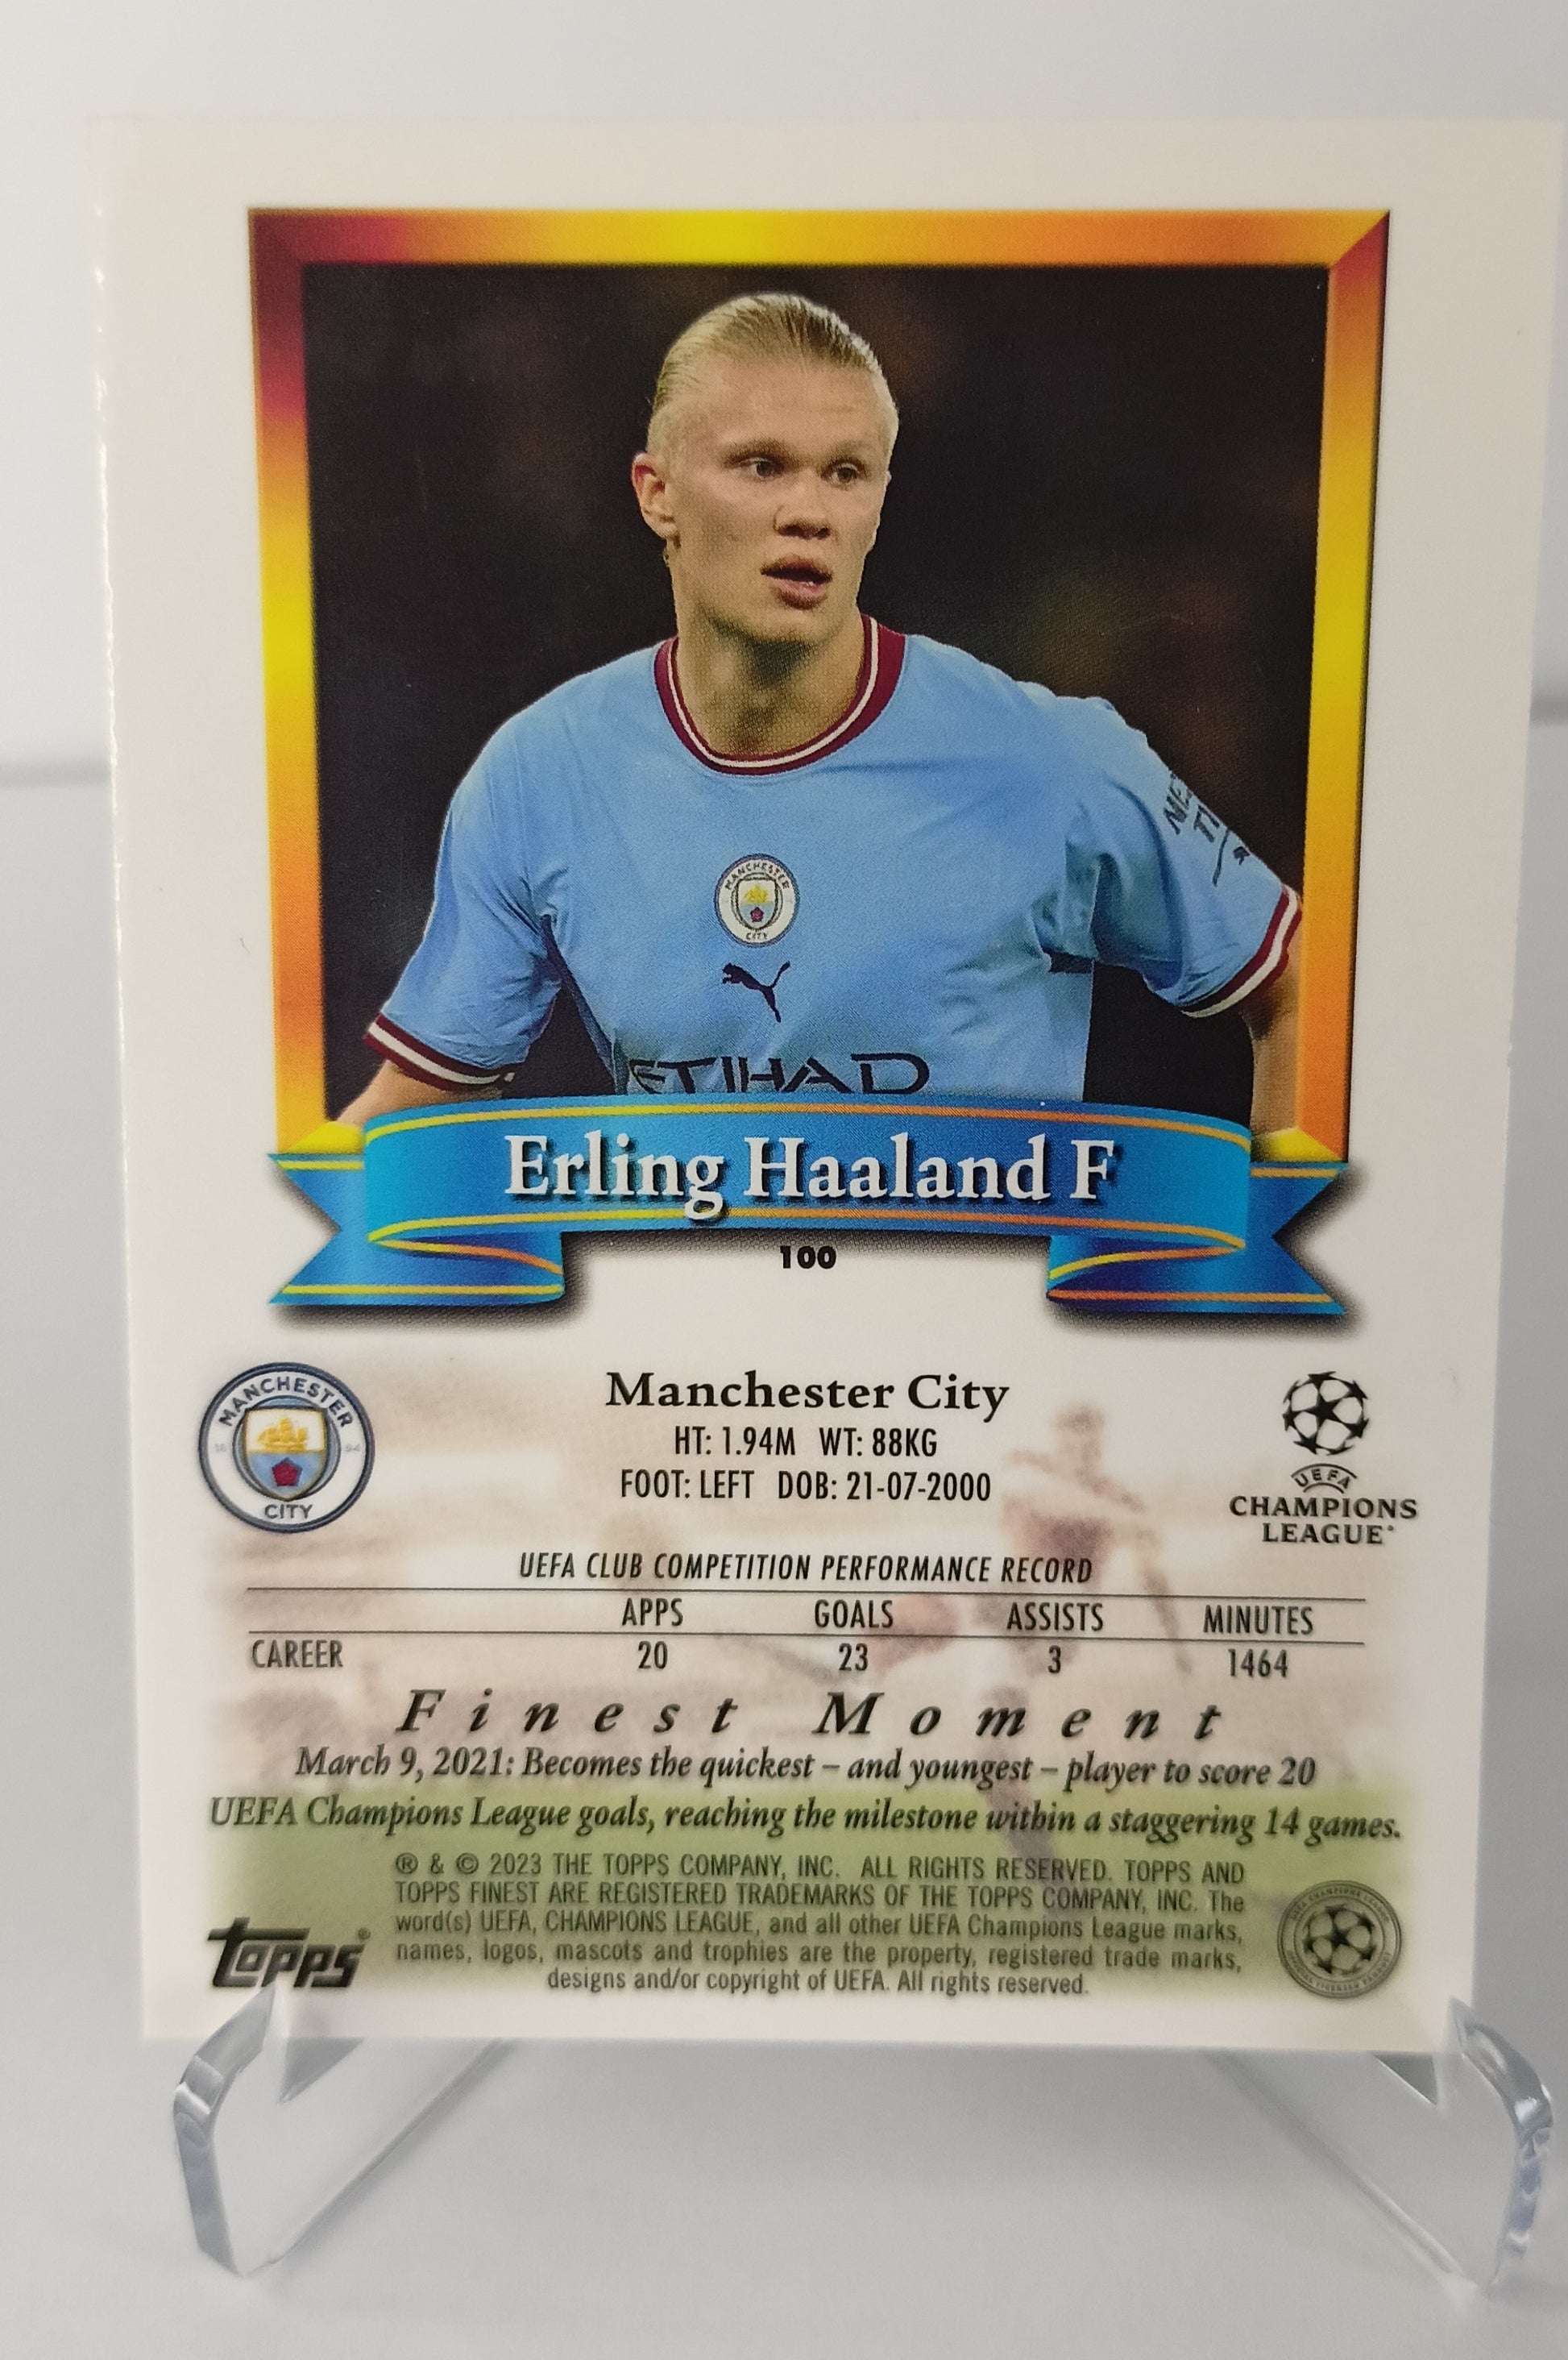 NE
TI
MANCHESTER
CITY
ETIHAD
Erling Haaland F
100
MANCHESTER
CITY
Manchester City
HT: 1.94M WT: 88KG
FOOT: LEFT DOB: 21-07-2000
UEFA
CHAMPIONS
LEAGUE
UEFA CLUB COMPETITION PERFORMANCE RECORD
APPS GOALS ASSISTS MINUTES
CAREER 20 23 3 1464
Finest Moment
March 9, 2021: Becomes the quickest – and youngest – player to score 20
UEFA Champions League goals, reaching the milestone within a staggering 14 games.
® & © 2023 THE TOPPS COMPANY, INC. ALL RIGHTS RESERVED. TOPPS AND
TOPPS FINEST ARE REGISTERED TRADEMARKS OF THE TOPPS COMPANY, INC. The
word(s) UEFA, CHAMPIONS LEAGUE, and all other UEFA Champions League marks,
names, logos, mascots and trophies are the property, registered trade marks,
designs and/or copyright of UEFA. All rights reserved.
topps®